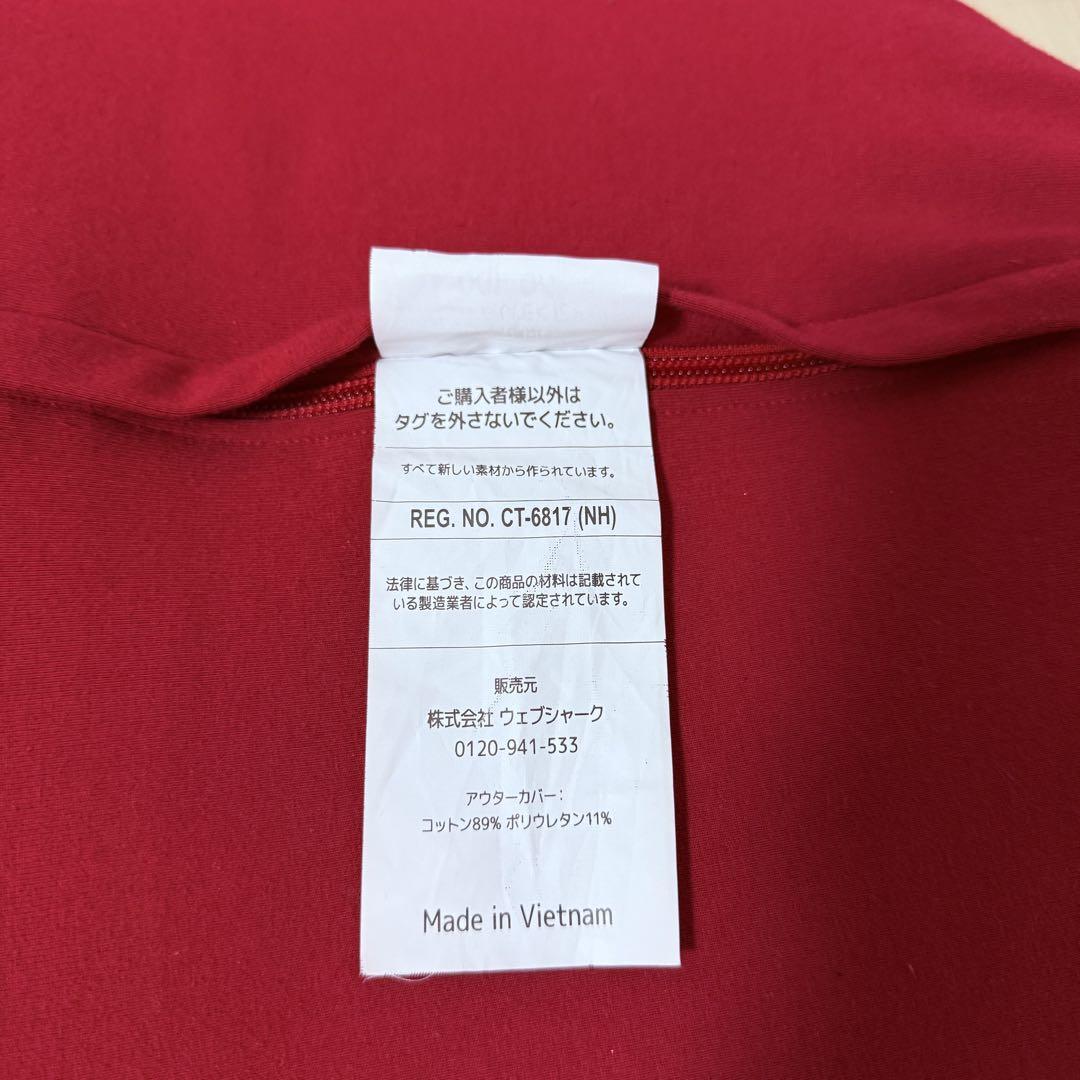 ご購入者様以外は
タグを外さないでください。
すべて新しい素材から作られています。
REG. NO. CT-6817 (NH)
法律に基づき、この商品の材料は記載されて
いる製造業者によって認定されています。
販売元
株式会社 ウェブシャーク
0120-941-533
アウターカバー：
コットン89% ポリウレタン11%
Made in Vietnam